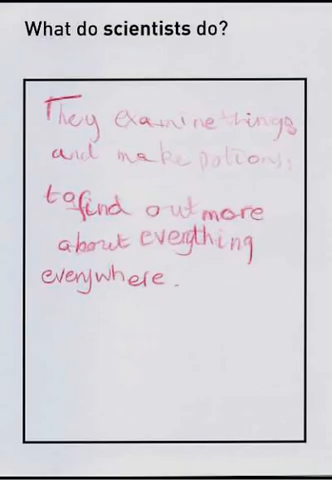 What do scientists do?
They examine things
and make potions,
to find out more
about everything
everywhere.